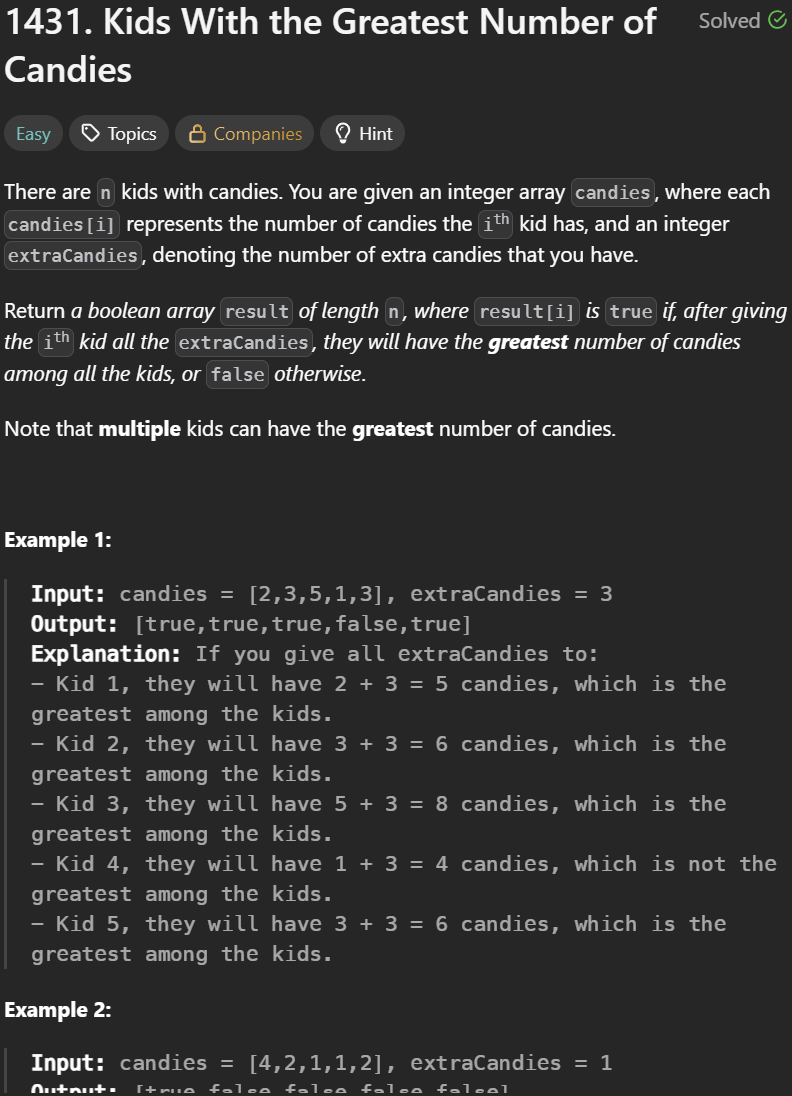 1431. Kids With the Greatest Number of
Solved
Candies
Easy
Topics
Companies
Hint
There are n kids with candies. You are given an integer array candies, where each
candies[i] represents the number of candies the ith kid has, and an integer
extraCandies, denoting the number of extra candies that you have.
Return a boolean array result of length n, where result[i] is true if, after giving
the ith kid all the extraCandies, they will have the greatest number of candies
among all the kids, or false otherwise.
Note that multiple kids can have the greatest number of candies.
Example 1:
Input: candies = [2,3,5,1,3], extraCandies = 3
Output: [true,true,true,false,true]
Explanation: If you give all extraCandies to:
- Kid 1, they will have 2 + 3 = 5 candies, which is the
greatest among the kids.
- Kid 2, they will have 3 + 3 = 6 candies, which is the
greatest among the kids.
- Kid 3, they will have 5 + 3 = 8 candies, which is the
greatest among the kids.
- Kid 4, they will have 1 + 3 = 4 candies, which is not the
greatest among the kids.
- Kid 5, they will have 3 + 3 = 6 candies, which is the
greatest among the kids.
Example 2:
Input: candies = [4,2,1,1,2], extraCandies = 1
Output: [true,false,false,false,false]